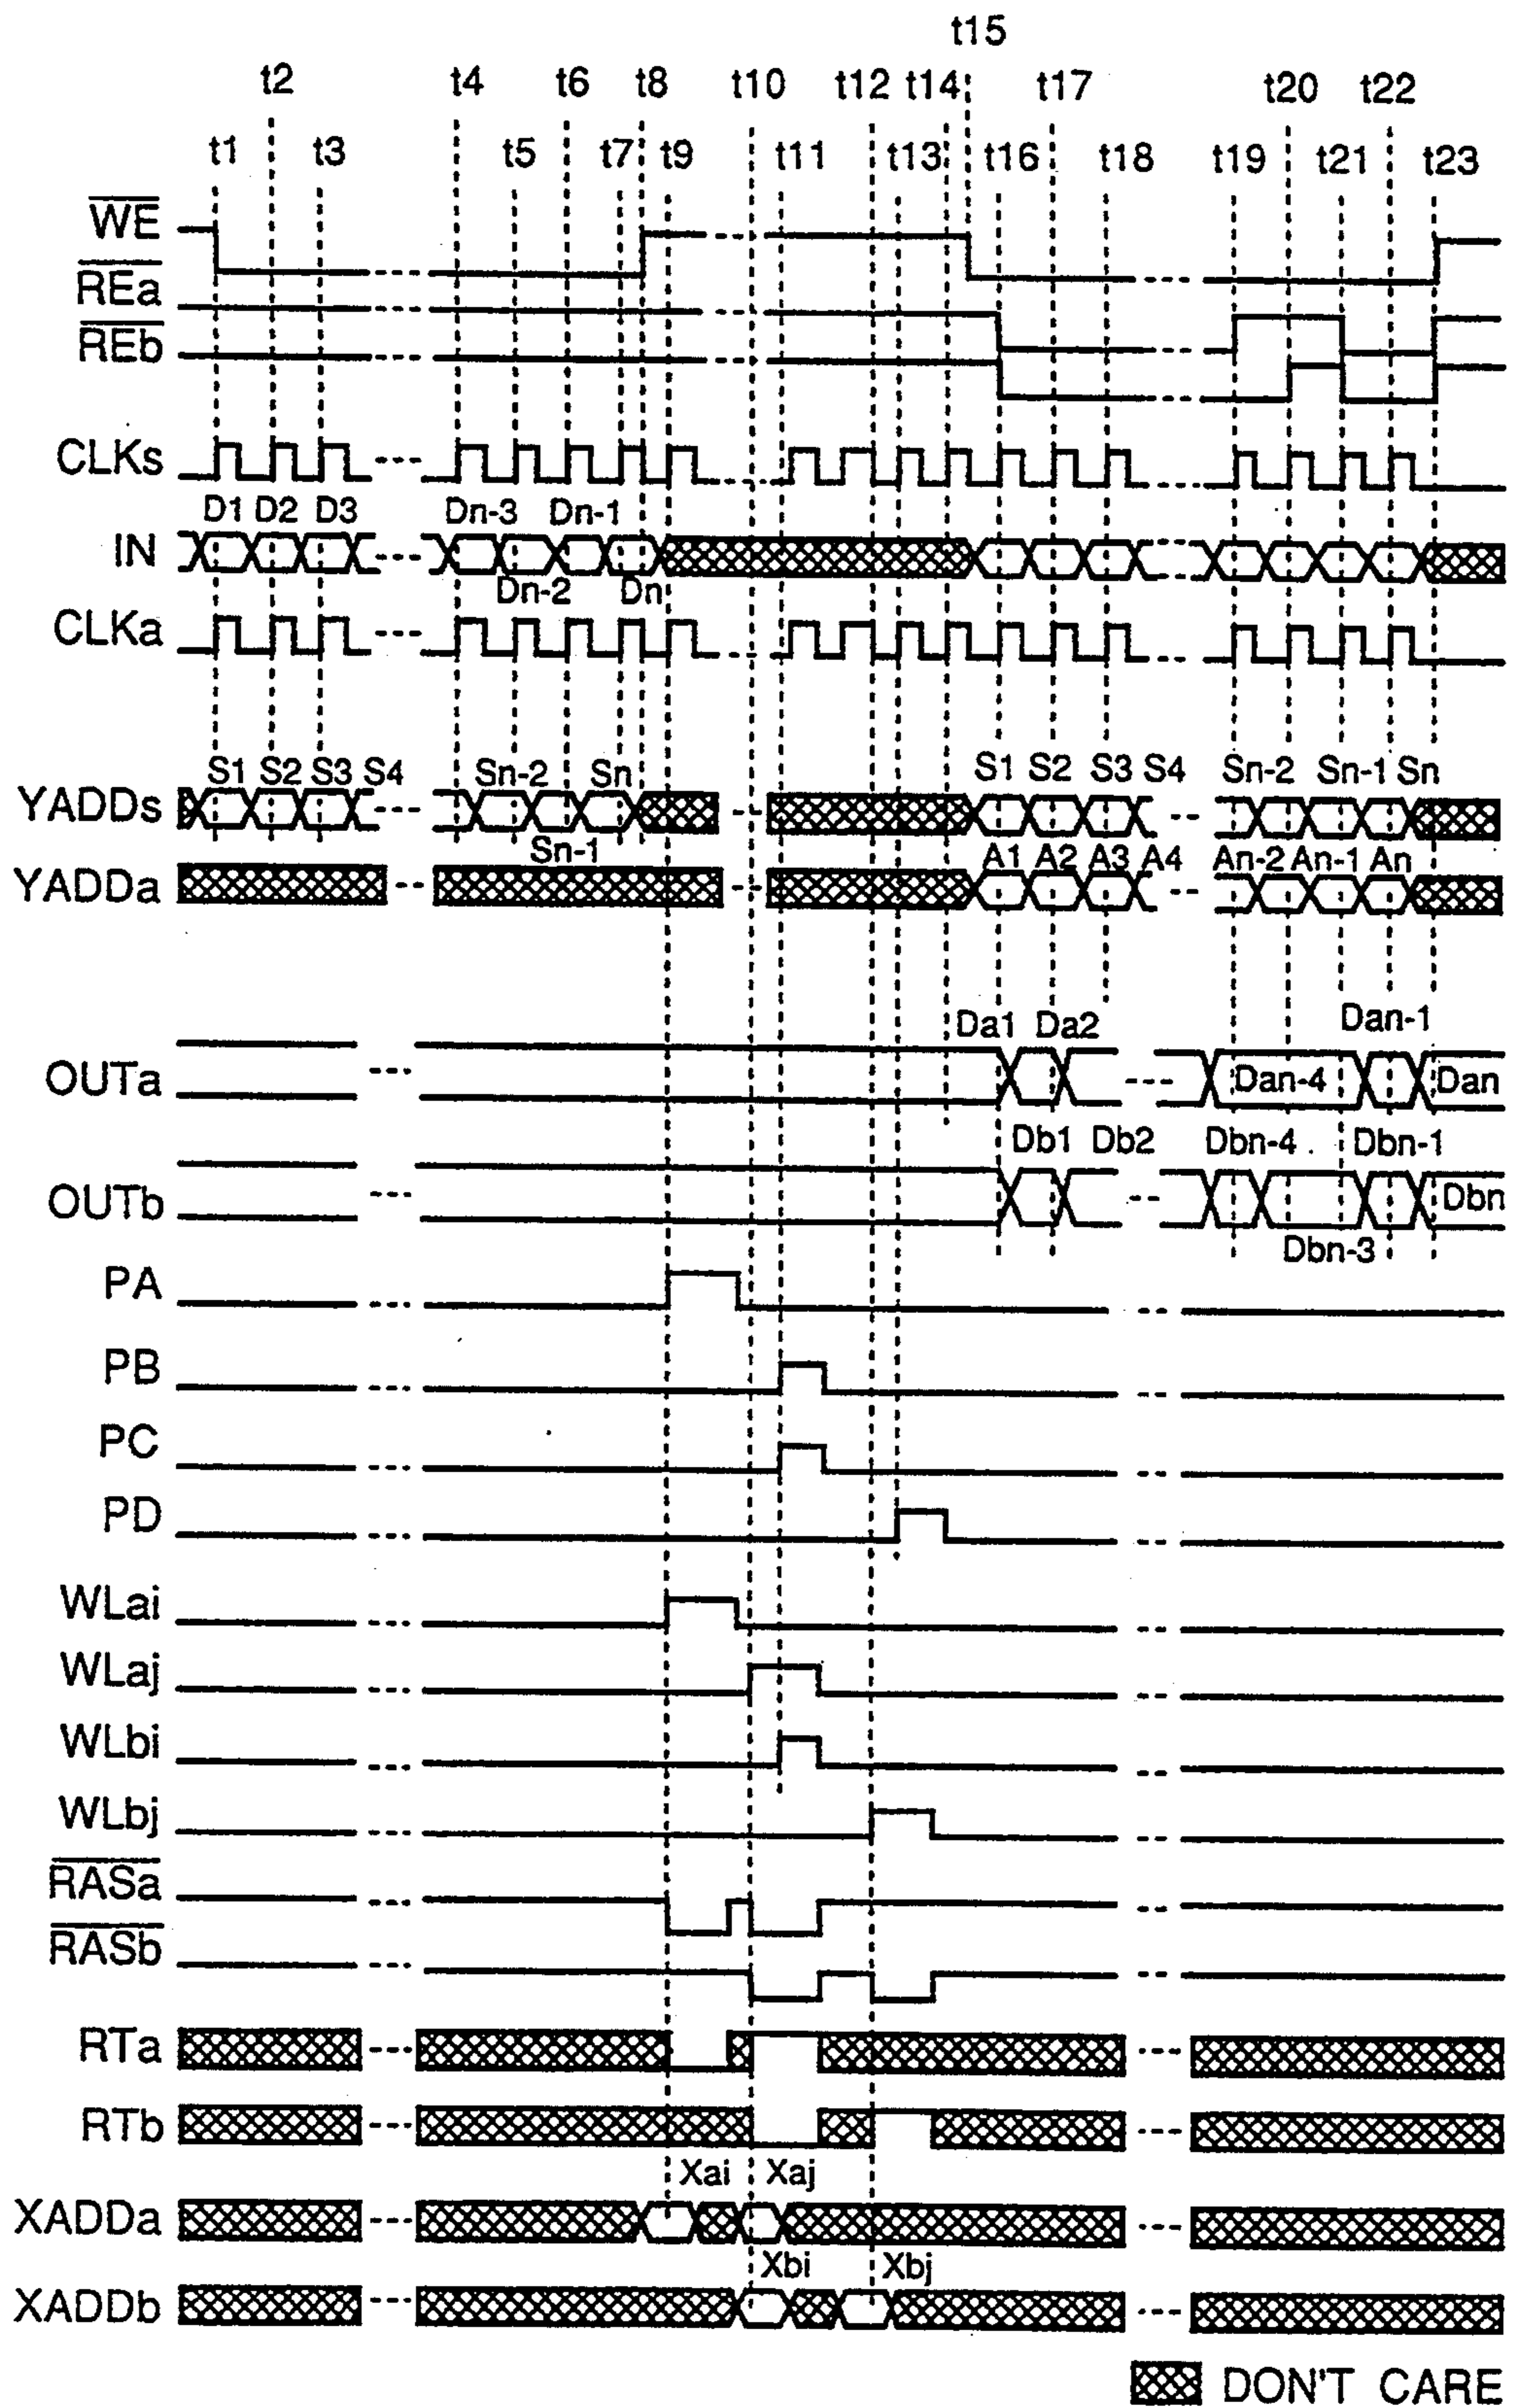 t15
t2 t4 t6 t8 t10 t12 t14 t17 t20 t22
t1 t3 t5 t7 t9 t11 t13 t16 t18 t19 t21 t23
WE
REa
REb
CLKs
D1 D2 D3 Dn-3 Dn-1
IN
Dn-2 Dn
CLKa
S1 S2 S3 S4 Sn-2 Sn S1 S2 S3 S4 Sn-2 Sn-1 Sn
YADDs
Sn-1 A1 A2 A3 A4 An-2 An-1 An
YADDa
Da1 Da2 Dan-1
OUTa Dan-4 Dan
Db1 Db2 Dbn-4 Dbn-1
OUTb Dbn
Dbn-3
PA
PB
PC
PD
WLai
WLaj
WLbi
WLbj
RASa
RASb
RTa
RTb
Xai Xaj
XADDa
Xbi Xbj
XADDb
DON'T CARE